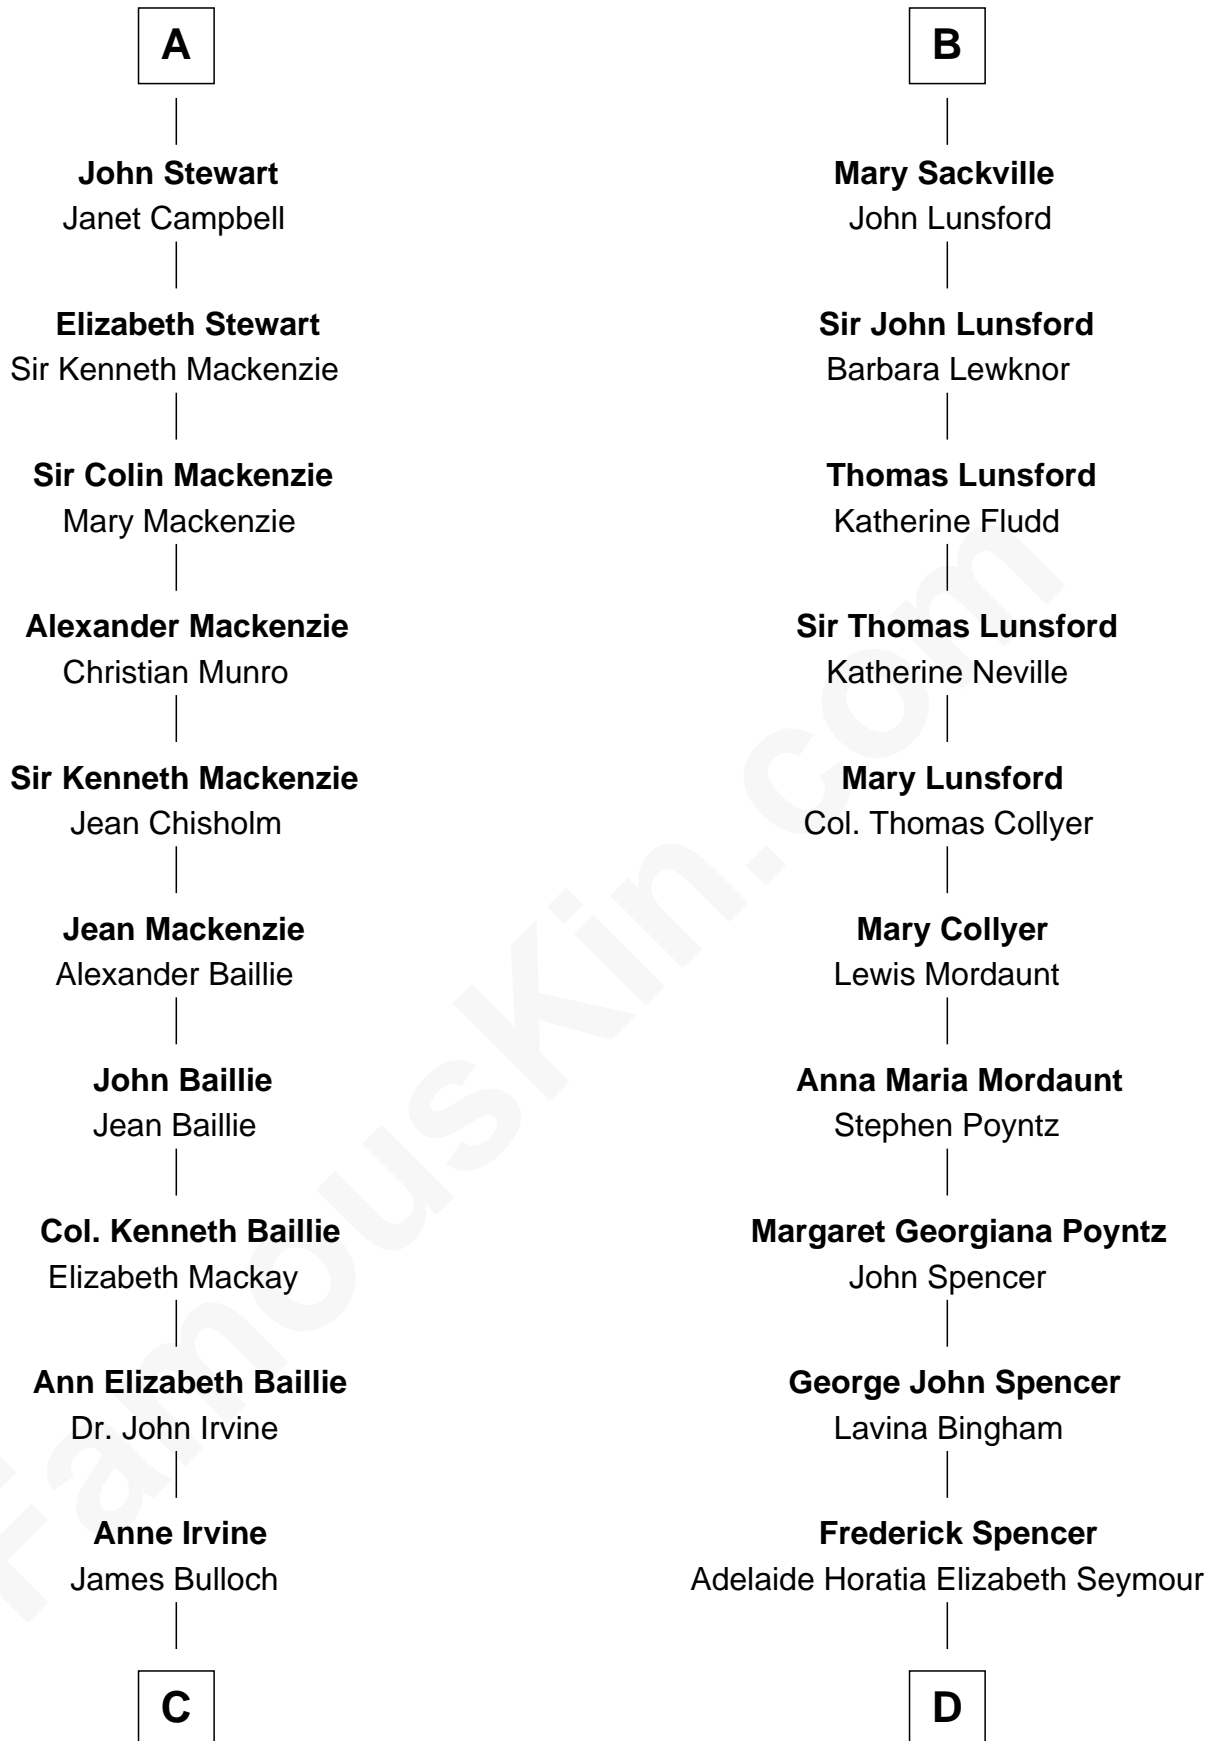 A
John Stewart
Janet Campbell
Elizabeth Stewart
Sir Kenneth Mackenzie
Sir Colin Mackenzie
Mary Mackenzie
Alexander Mackenzie
Christian Munro
Sir Kenneth Mackenzie
Jean Chisholm
Jean Mackenzie
Alexander Baillie
John Baillie
Jean Baillie
Col. Kenneth Baillie
Elizabeth Mackay
Ann Elizabeth Baillie
Dr. John Irvine
Anne Irvine
James Bulloch
C
B
Mary Sackville
John Lunsford
Sir John Lunsford
Barbara Lewknor
Thomas Lunsford
Katherine Fludd
Sir Thomas Lunsford
Katherine Neville
Mary Lunsford
Col. Thomas Collyer
Mary Collyer
Lewis Mordaunt
Anna Maria Mordaunt
Stephen Poyntz
Margaret Georgiana Poyntz
John Spencer
George John Spencer
Lavina Bingham
Frederick Spencer
Adelaide Horatia Elizabeth Seymour
D
FamousKin.com